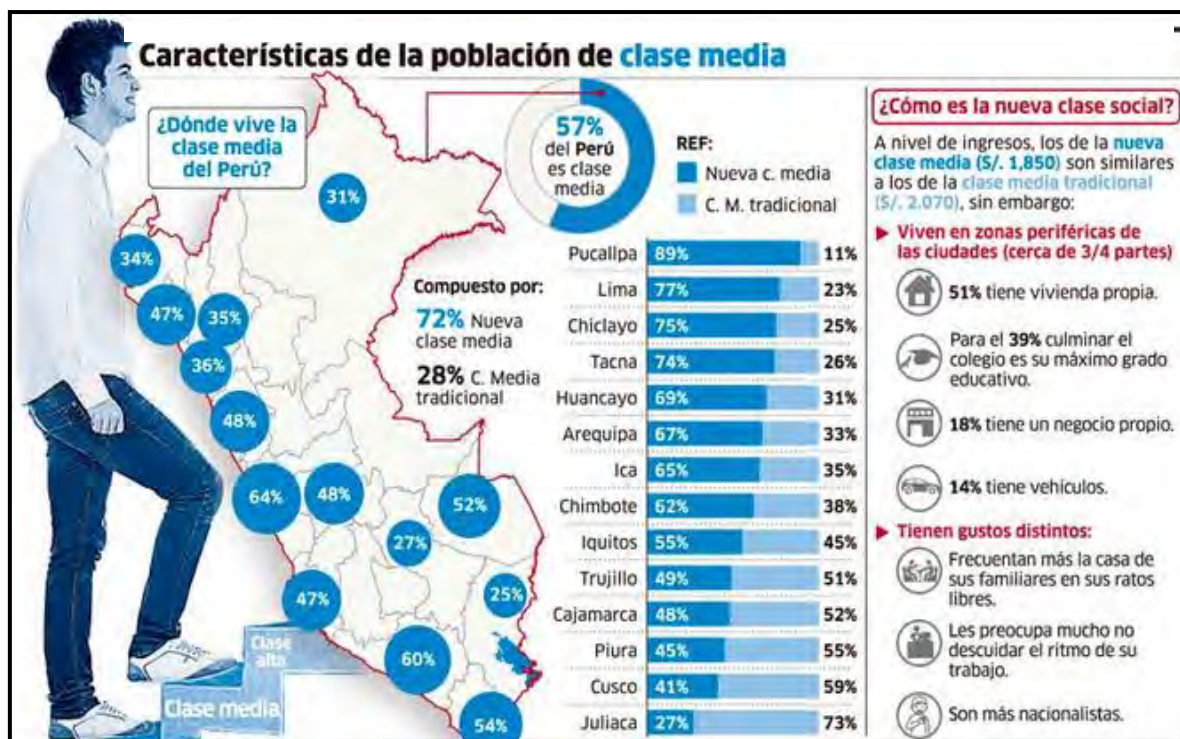 Características de la población de clase media
¿Dónde vive la
clase media
del Perú?
31%
34%
47%
35%
36%
48%
64%
48%
52%
27%
25%
47%
60%
54%
Clase
alta
Clase media
57%
del Perú
es clase
media
Compuesto por:
72% Nueva
clase media
28% C. Media
tradicional
REF:
Nueva c. media
C. M. tradicional
Pucallpa 89% 11%
Lima 77% 23%
Chiclayo 75% 25%
Tacna 74% 26%
Huancayo 69% 31%
Arequipa 67% 33%
Ica 65% 35%
Chimbote 62% 38%
Iquitos 55% 45%
Trujillo 49% 51%
Cajamarca 48% 52%
Piura 45% 55%
Cusco 41% 59%
Juliaca 27% 73%
¿Cómo es la nueva clase social?
A nivel de ingresos, los de la nueva
clase media (S/. 1,850) son similares
a los de la clase media tradicional
(S/. 2.070), sin embargo:
Viven en zonas periféricas de
las ciudades (cerca de 3/4 partes)
51% tiene vivienda propia.
Para el 39% culminar el
colegio es su máximo grado
educativo.
18% tiene un negocio propio.
14% tiene vehículos.
Tienen gustos distintos:
Frecuentan más la casa de
sus familiares en sus ratos
libres.
Les preocupa mucho no
descuidar el ritmo de su
trabajo.
Son más nacionalistas.